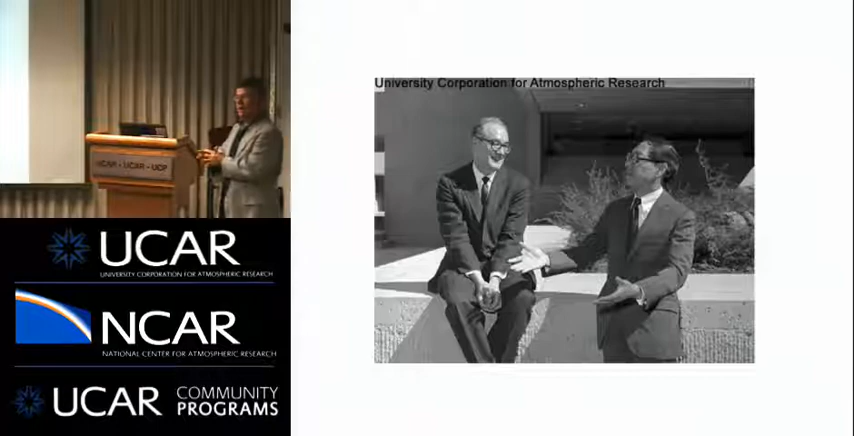 University Corporation for Atmospheric Research
NCAR • UCAR • UCP
UCAR
UNIVERSITY CORPORATION FOR ATMOSPHERIC RESEARCH
NCAR
NATIONAL CENTER FOR ATMOSPHERIC RESEARCH
UCAR COMMUNITY
PROGRAMS